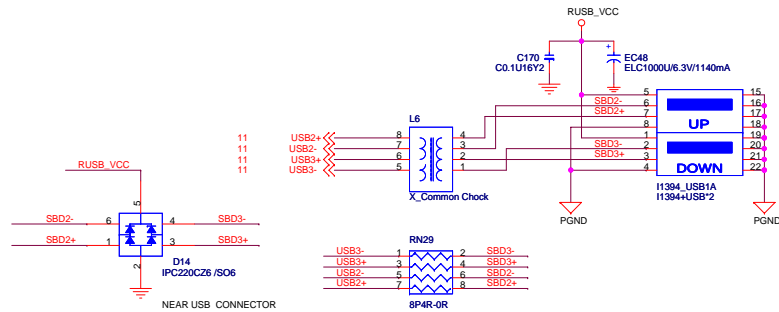 RUSB_VCC
C170
C0.1U16Y2
+
EC48
ELC1000U/6.3V/1140mA
L6
11 USB2+ 8 4
11 USB2- 7 3
11 USB3+ 6 2
11 USB3- 5 1
X_Common Chock
5 15
SBD2- 6 16
SBD2+ 7 17
8 18
UP
1 19
SBD3- 2 20
SBD3+ 3 21
4 22
DOWN
I1394_USB1A
I1394+USB*2
PGND
PGND
RUSB_VCC
5
SBD2- 6 4 SBD3-
SBD2+ 1 3 SBD3+
2
D14
IPC220CZ6 /SO6
NEAR USB CONNECTOR
RN29
USB3- 1 2 SBD3-
USB3+ 3 4 SBD3+
USB2- 5 6 SBD2-
USB2+ 7 8 SBD2+
8P4R-0R